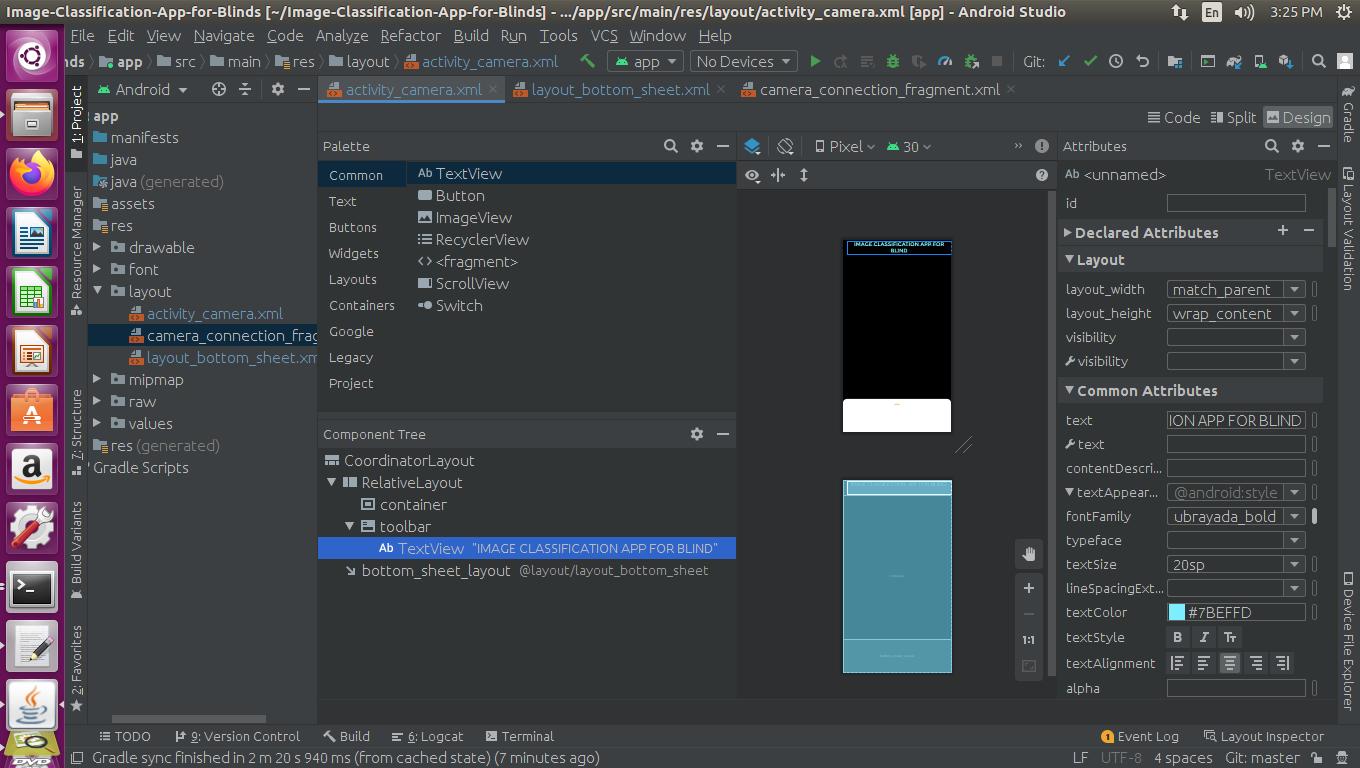 Image-Classification-App-for-Blinds [~/Image-Classification-App-for-Blinds] - .../app/src/main/res/layout/activity_camera.xml [app] - Android Studio
En 3:25 PM
File Edit View Navigate Code Analyze Refactor Build Run Tools VCS Window Help
nds app src main res layout activity_camera.xml app No Devices Git:
Android activity_camera.xml layout_bottom_sheet.xml camera_connection_fragment.xml
Code Split Design
1: Project
Resource Manager
7: Structure
Build Variants
2: Favorites
app
manifests
java
java (generated)
assets
res
drawable
font
layout
activity_camera.xml
camera_connection_frag
layout_bottom_sheet.xm
mipmap
raw
values
res (generated)
Gradle Scripts
Palette
Common
Text
Buttons
Widgets
Layouts
Containers
Google
Legacy
Project
Ab TextView
Button
ImageView
RecyclerView
<fragment>
ScrollView
Switch
Component Tree
CoordinatorLayout
RelativeLayout
container
toolbar
Ab TextView "IMAGE CLASSIFICATION APP FOR BLIND"
bottom_sheet_layout @layout/layout_bottom_sheet
Pixel 30
IMAGE CLASSIFICATION APP FOR
BLIND
1:1
Attributes
Ab <unnamed> TextView
id
Declared Attributes
Layout
layout_width match_parent
layout_height wrap_content
visibility
visibility
Common Attributes
text ION APP FOR BLIND
text
contentDescri...
textAppear... @android:style
fontFamily ubrayada_bold
typeface
textSize 20sp
lineSpacingExt...
textColor #7BEFFD
textStyle B I Tt
textAlignment
alpha
Gradle
Layout Validation
Device File Explorer
TODO 9: Version Control Build 6: Logcat Terminal 1 Event Log Layout Inspector
Gradle sync finished in 2 m 20 s 940 ms (from cached state) (7 minutes ago) LF UTF-8 4 spaces Git: master